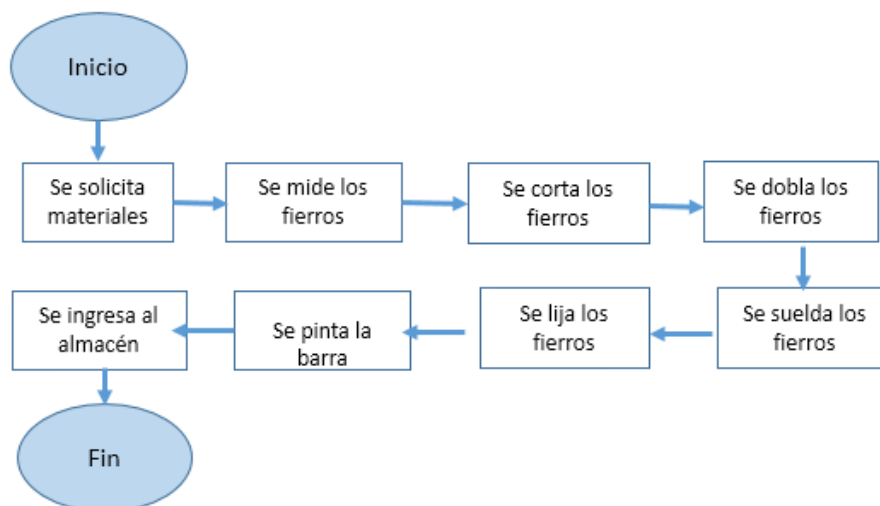 Inicio
Se solicita
materiales
Se mide los
fierros
Se corta los
fierros
Se dobla los
fierros
Se suelda los
fierros
Se lija los
fierros
Se pinta la
barra
Se ingresa al
almacén
Fin